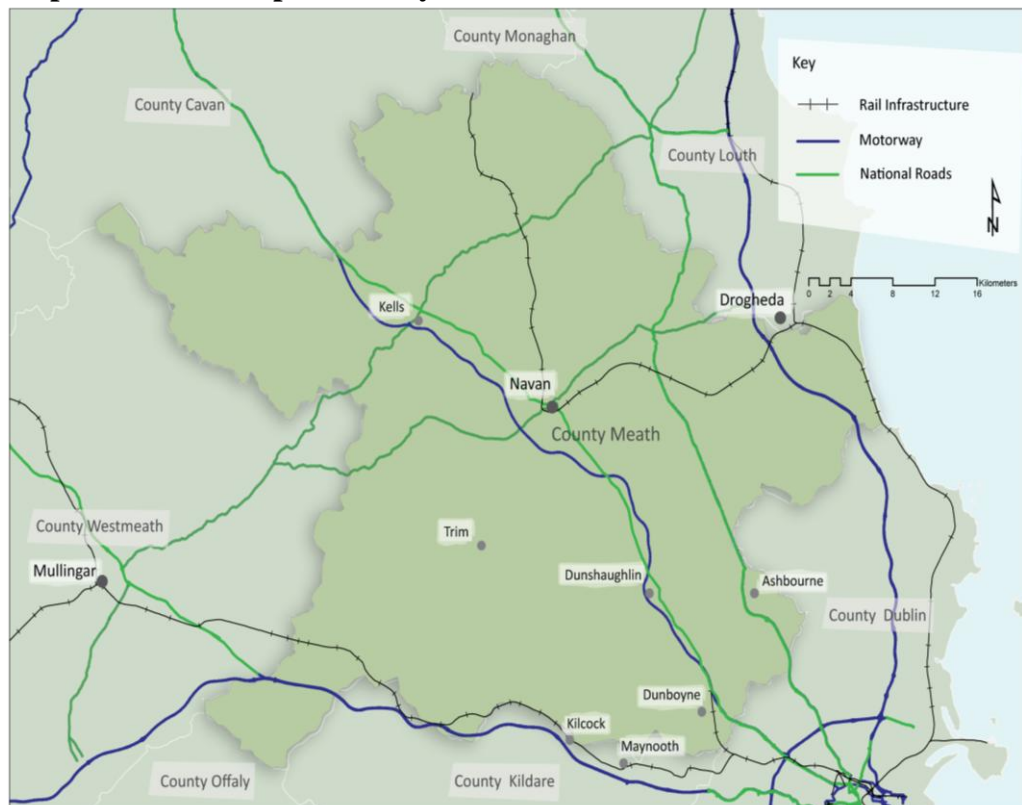 County Monaghan
County Cavan
County Louth
Key
Rail Infrastructure
Motorway
National Roads
N
Kilometers
0 2 4 8 12 16
Drogheda
Kells
Navan
County Meath
County Westmeath
Mullingar
Trim
Dunshaughlin
Ashbourne
County Dublin
Dunboyne
Kilcock
Maynooth
County Offaly
County Kildare